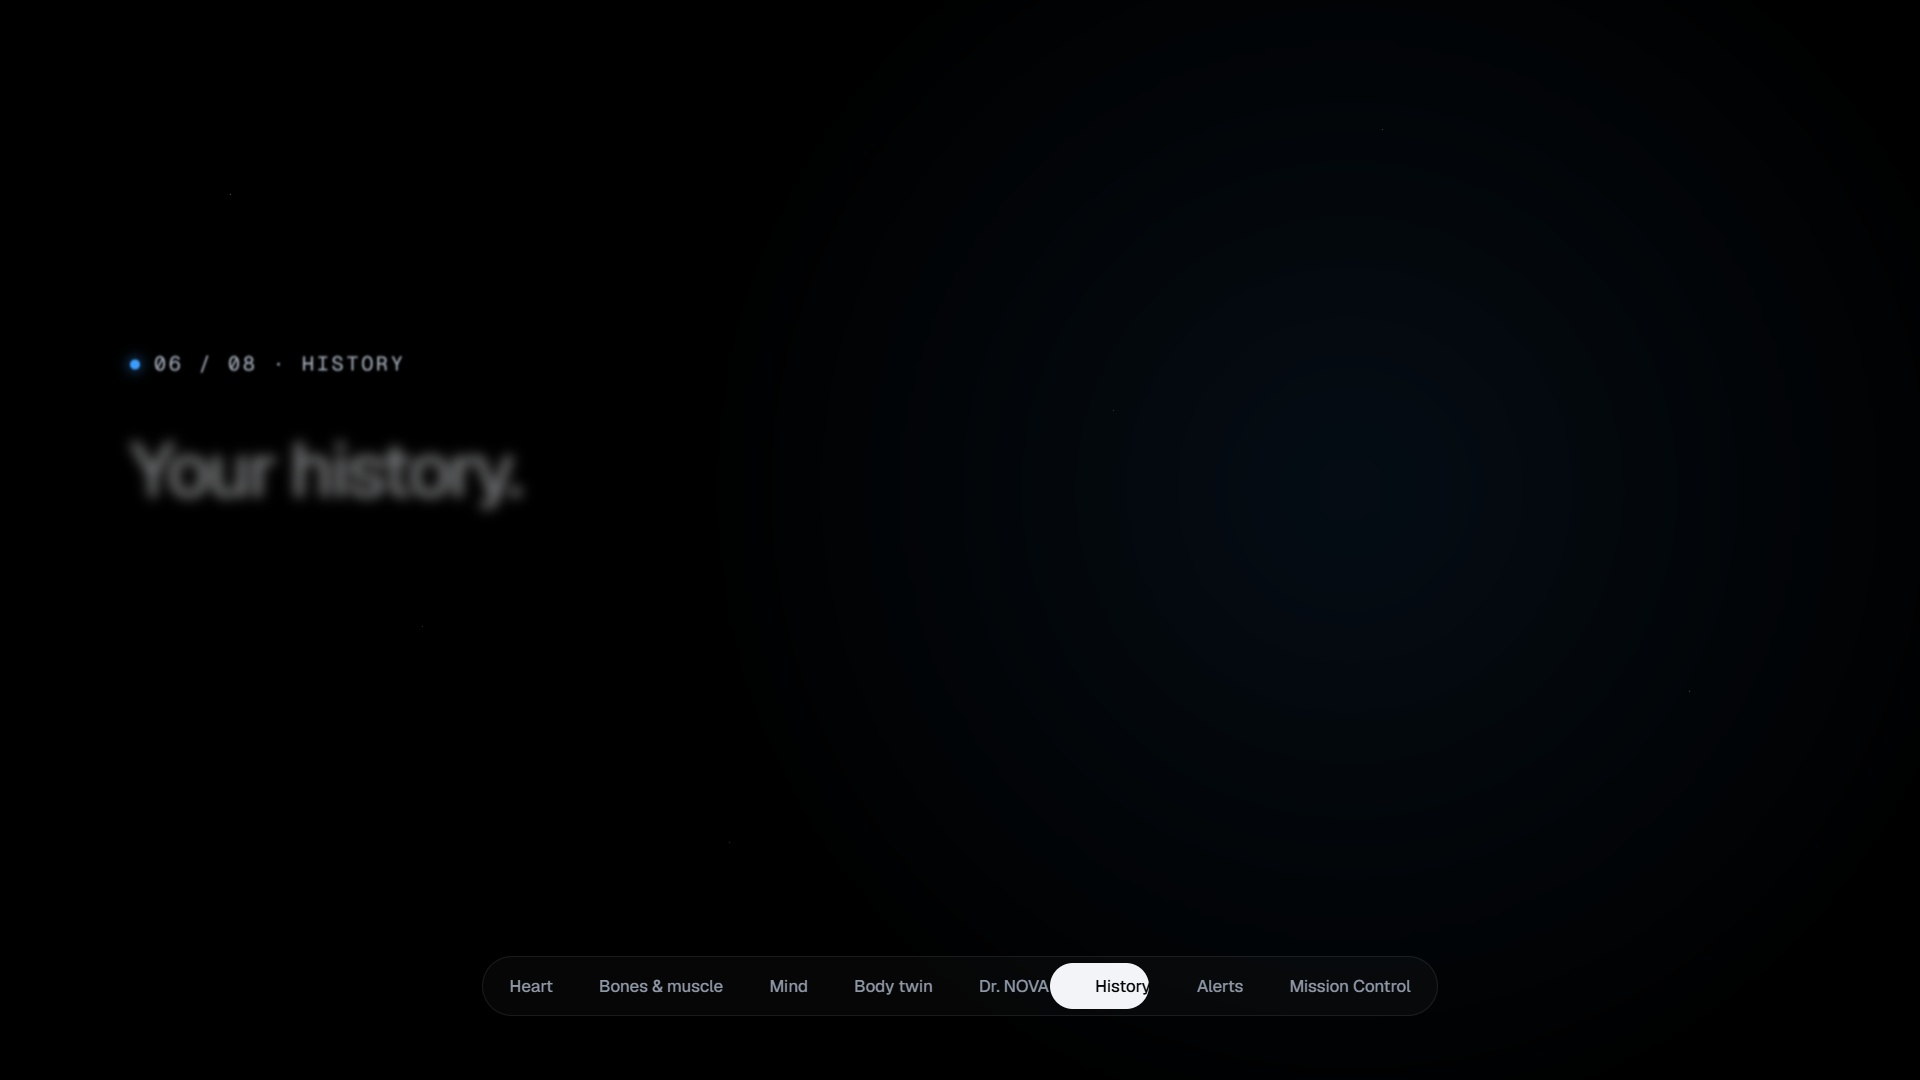 06 / 08 · HISTORY
Your history.
Heart Bones & muscle Mind Body twin Dr. NOVA History Alerts Mission Control